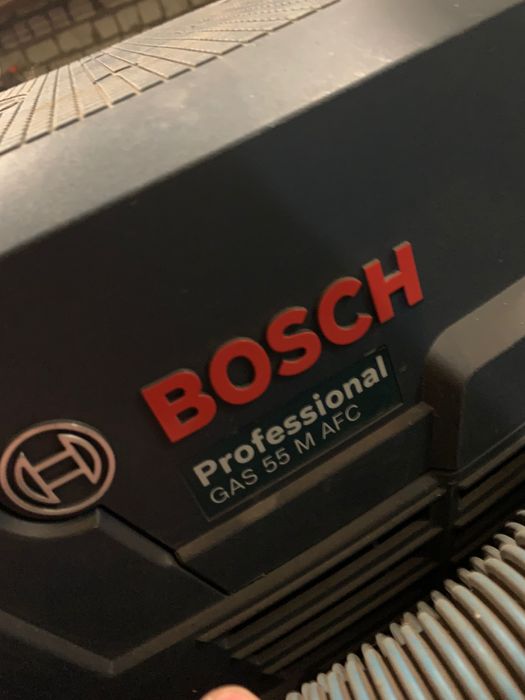 BOSCH
Professional
GAS 55 M AFC